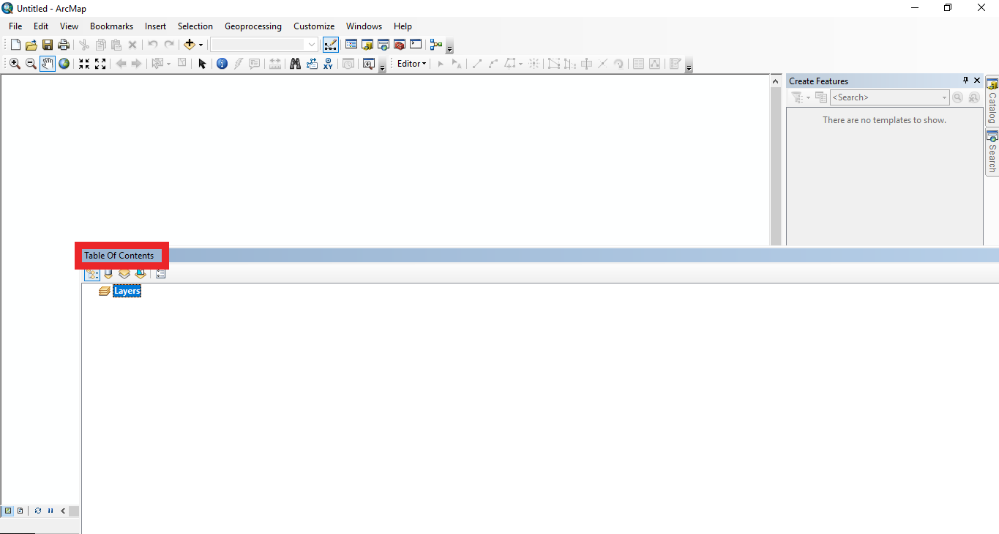 Untitled - ArcMap
File Edit View Bookmarks Insert Selection Geoprocessing Customize Windows Help
Editor
Create Features
<Search>
There are no templates to show.
Catalog
Search
Table Of Contents
Layers